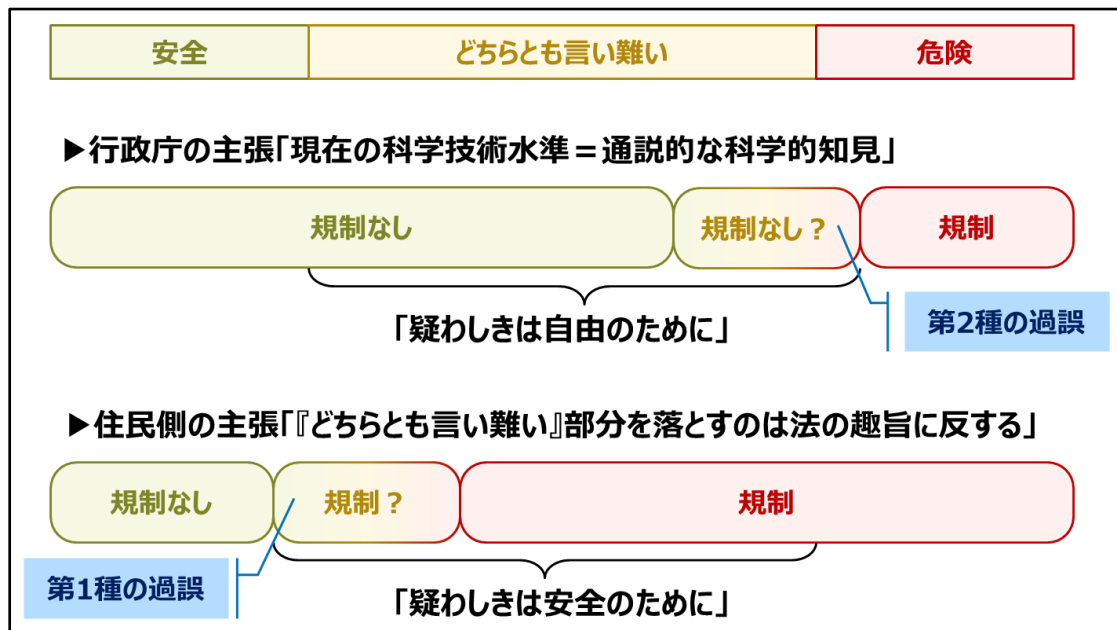 安全
どちらとも言い難い
危険
▶行政庁の主張「現在の科学技術水準＝通説的な科学的知見」
規制なし
規制なし？
規制
「疑わしきは自由のために」
第2種の過誤
▶住民側の主張「『どちらとも言い難い』部分を落とすのは法の趣旨に反する」
規制なし
規制？
規制
第1種の過誤
「疑わしきは安全のために」